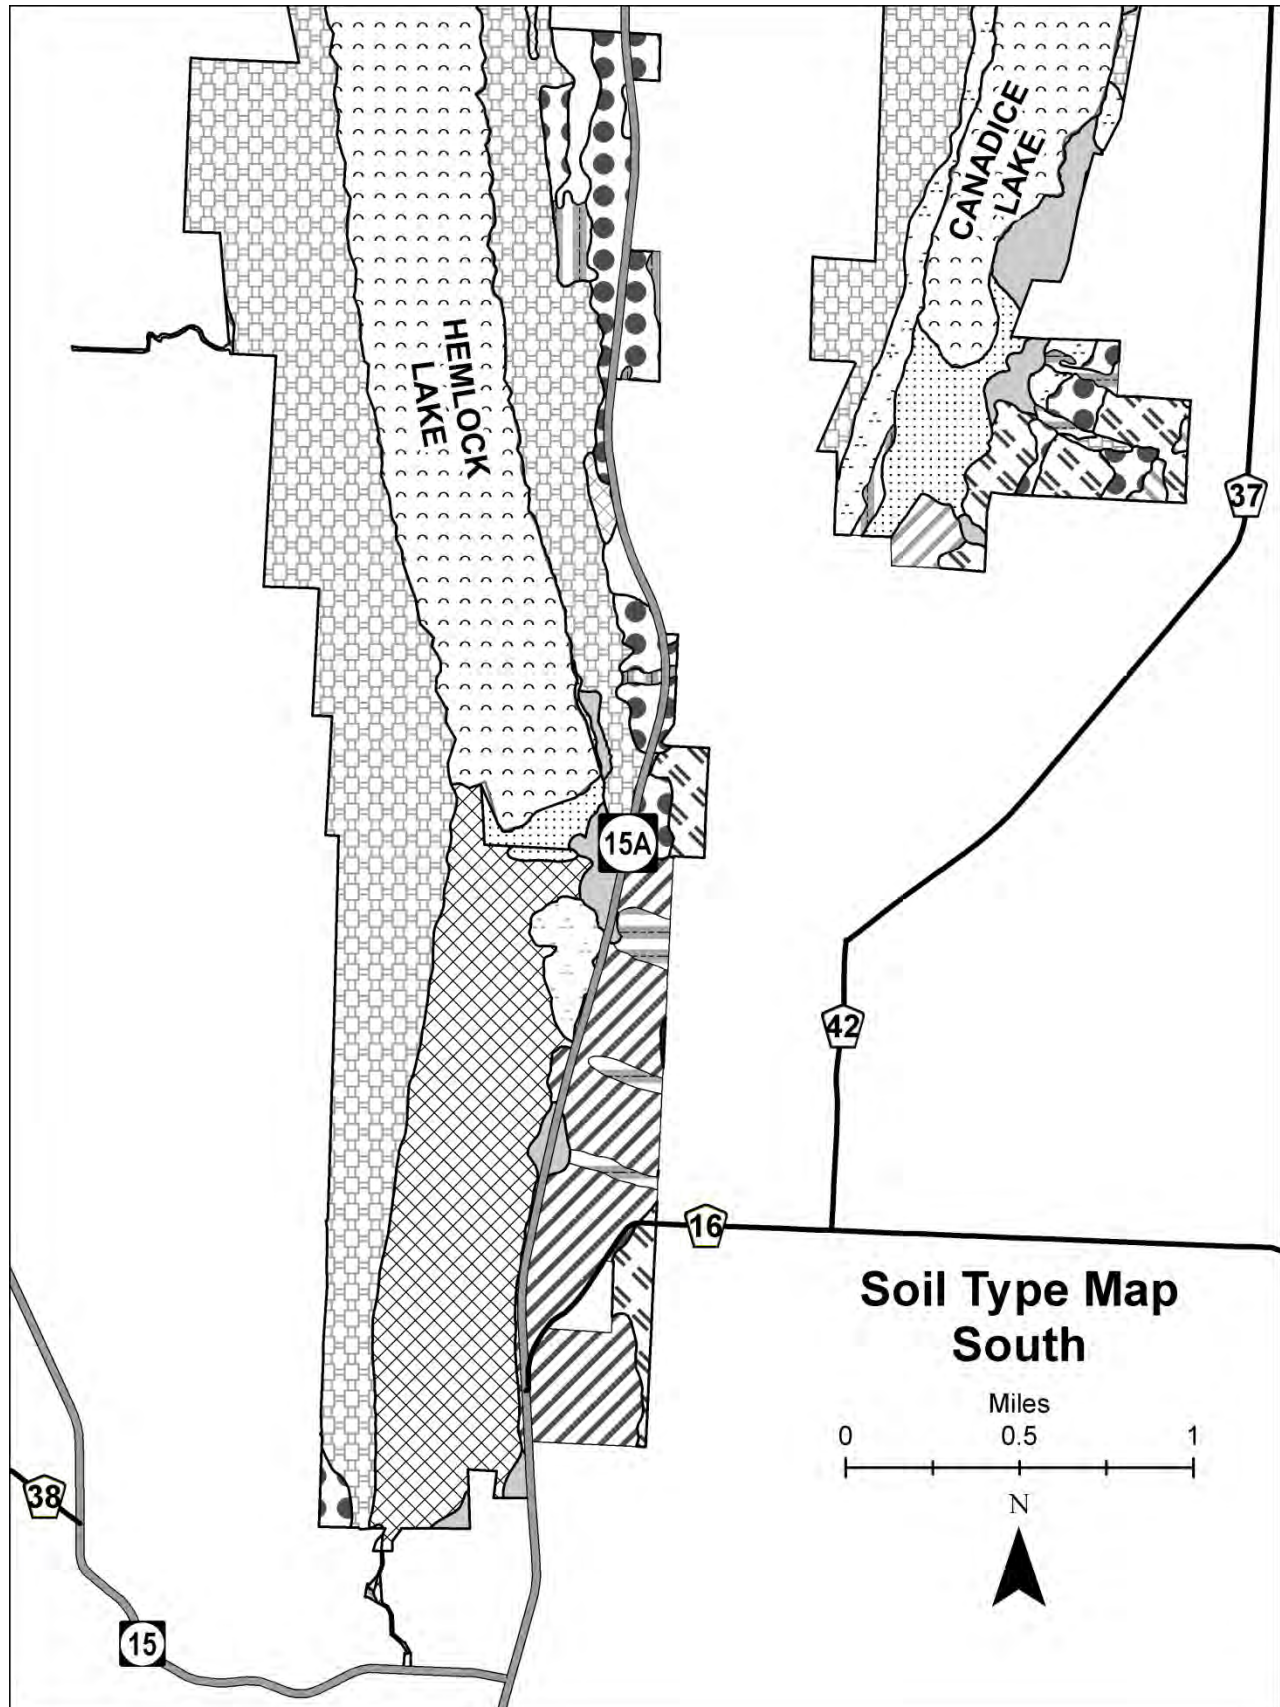 CANADICE
LAKE
HEMLOCK
LAKE
37
15A
42
16
Soil Type Map
South
Miles
0 0.5 1
N
38
15